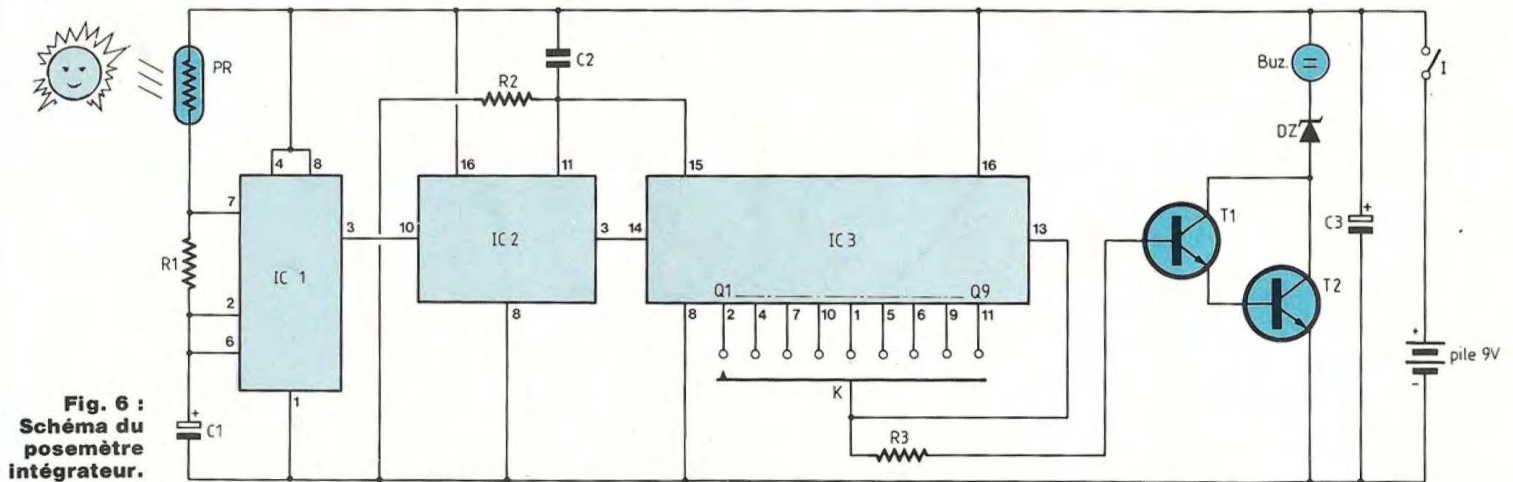 PR
C2
R2
Buz.
I
DZ
4
8
16
11
15
16
7
3
10
3
14
13
T1
C3
+
R1
IC 1
IC 2
IC 3
2
T2
6
Q1
Q9
+
pile 9V
-
8
8
2
4
7
10
1
5
6
9
11
1
K
+
C1
R3
Fig. 6 :
Schéma du
posemètre
intégrateur.